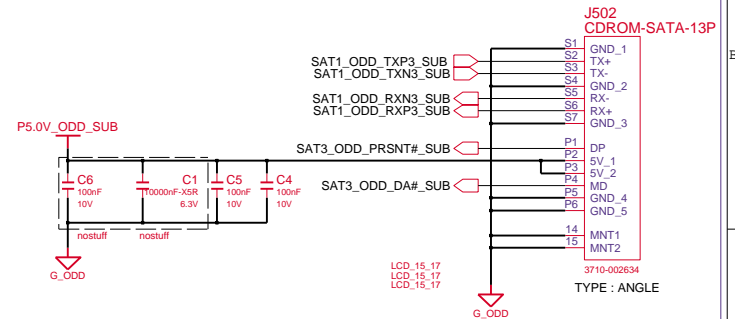 J502
CDROM-SATA-13P
S1 GND_1
SAT1_ODD_TXP3_SUB S2 TX+
SAT1_ODD_TXN3_SUB S3 TX-
S4 GND_2
SAT1_ODD_RXN3_SUB S5 RX-
SAT1_ODD_RXP3_SUB S6 RX+
S7 GND_3
P5.0V_ODD_SUB
SAT3_ODD_PRSNT#_SUB P1 DP
P2 5V_1
P3 5V_2
SAT3_ODD_DA#_SUB P4 MD
P5 GND_4
P6 GND_5
C6 C1 C5 C4
100nF 10000nF-X5R 100nF 100nF
10V 6.3V 10V 10V
nostuff nostuff
14 MNT1
15 MNT2
G_ODD
LCD_15_17
LCD_15_17
LCD_15_17
3710-002634
TYPE : ANGLE
G_ODD